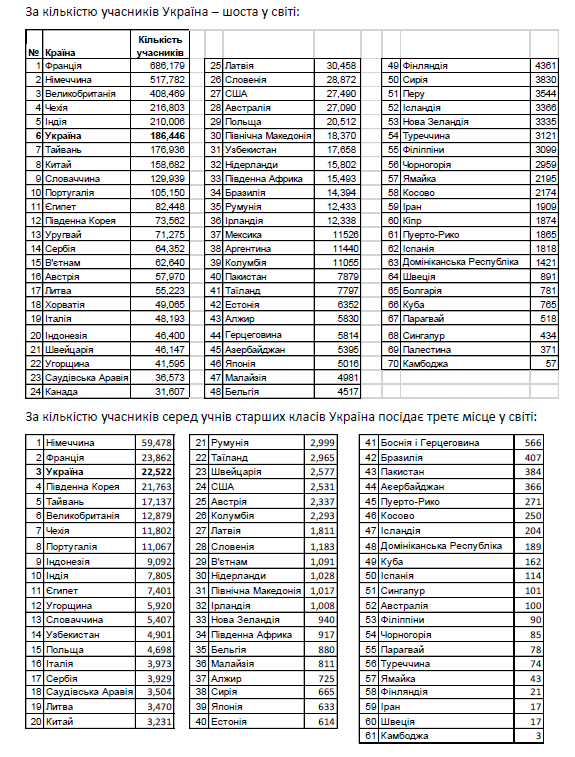 За кількістю учасників Україна – шоста у світі:
№ Країна Кількість учасників
1 Франція 686,179
2 Німеччина 517,782
3 Великобританія 408,469
4 Чехія 216,803
5 Індія 210,006
6 Україна 186,446
7 Тайвань 176,936
8 Китай 158,682
9 Словаччина 129,939
10 Португалія 105,150
11 Єгипет 82,448
12 Південна Корея 73,562
13 Уругвай 71,275
14 Сербія 64,352
15 В'єтнам 62,640
16 Австрія 57,970
17 Литва 55,223
18 Хорватія 49,065
19 Італія 48,193
20 Індонезія 46,400
21 Швейцарія 46,147
22 Угорщина 41,595
23 Саудівська Аравія 36,573
24 Канада 31,607
25 Латвія 30,458
26 Словенія 28,872
27 США 27,490
28 Австралія 27,090
29 Польща 20,512
30 Північна Македонія 18,370
31 Узбекистан 17,658
32 Нідерланди 15,802
33 Південна Африка 15,493
34 Бразилія 14,394
35 Румунія 12,433
36 Ірландія 12,338
37 Мексика 11526
38 Аргентина 11440
39 Колумбія 11055
40 Пакистан 7879
41 Таїланд 7797
42 Естонія 6352
43 Алжир 5830
44 Герцеговина 5814
45 Азербайджан 5395
46 Японія 5016
47 Малайзія 4981
48 Бельгія 4517
49 Фінляндія 4361
50 Сирія 3830
51 Перу 3544
52 Ісландія 3366
53 Нова Зеландія 3335
54 Туреччина 3121
55 Філіппіни 3099
56 Чорногорія 2959
57 Ямайка 2195
58 Косово 2174
59 Іран 1909
60 Кіпр 1874
61 Пуерто-Рико 1865
62 Іспанія 1818
63 Домініканська Республіка 1421
64 Швеція 891
65 Болгарія 781
66 Куба 765
67 Парагвай 518
68 Сингапур 434
69 Палестина 371
70 Камбоджа 57
За кількістю учасників серед учнів старших класів Україна посідає третє місце у світі:
1 Німеччина 59,478
2 Франція 23,862
3 Україна 22,522
4 Південна Корея 21,763
5 Тайвань 17,137
6 Великобританія 12,879
7 Чехія 11,802
8 Португалія 11,067
9 Індонезія 9,092
10 Індія 7,805
11 Єгипет 7,401
12 Угорщина 5,920
13 Словаччина 5,407
14 Узбекистан 4,901
15 Польща 4,698
16 Італія 3,973
17 Сербія 3,929
18 Саудівська Аравія 3,504
19 Литва 3,470
20 Китай 3,231
21 Румунія 2,999
22 Таїланд 2,965
23 Швейцарія 2,577
24 США 2,531
25 Австрія 2,337
26 Колумбія 2,293
27 Латвія 1,811
28 Словенія 1,183
29 В'єтнам 1,091
30 Нідерланди 1,028
31 Північна Македонія 1,017
32 Ірландія 1,008
33 Нова Зеландія 940
34 Південна Африка 917
35 Бельгія 880
36 Малайзія 811
37 Алжир 725
38 Сирія 665
39 Японія 633
40 Естонія 614
41 Боснія і Герцеговина 566
42 Бразилія 407
43 Пакистан 384
44 Аєербайджан 366
45 Пуерто-Рико 271
46 Косово 250
47 Ісландія 204
48 Домініканська Республіка 189
49 Куба 162
50 Іспанія 114
51 Сингапур 101
52 Австралія 100
53 Філіппіни 90
54 Чорногорія 85
55 Парагвай 78
56 Туреччина 74
57 Ямайка 43
58 Фінляндія 21
59 Іран 17
60 Швеція 17
61 Камбоджа 3